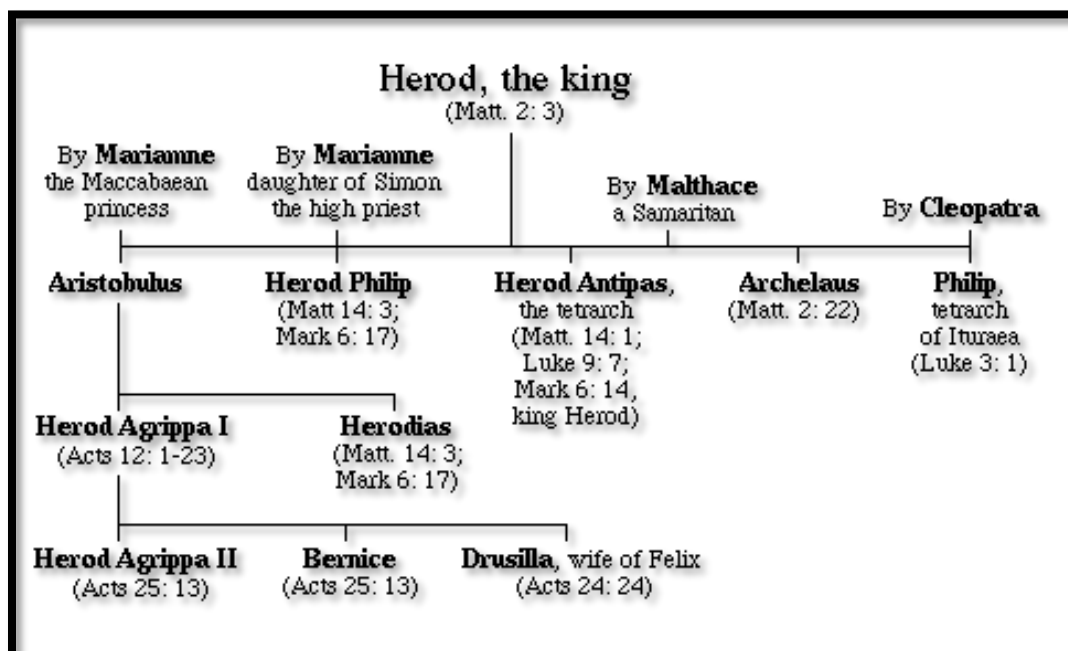 Herod, the king
(Matt. 2: 3)
By Mariamne
the Maccabaean
princess
By Mariamne
daughter of Simon
the high priest
By Malthace
a Samaritan
By Cleopatra
Aristobulus
Herod Philip
(Matt 14: 3;
Mark 6: 17)
Herod Antipas,
the tetrarch
(Matt. 14: 1;
Luke 9: 7;
Mark 6: 14,
king Herod)
Archelaus
(Matt. 2: 22)
Philip,
tetrarch
of Ituraea
(Luke 3: 1)
Herod Agrippa I
(Acts 12: 1-23)
Herodias
(Matt. 14: 3;
Mark 6: 17)
Herod Agrippa II
(Acts 25: 13)
Bernice
(Acts 25: 13)
Drusilla, wife of Felix
(Acts 24: 24)